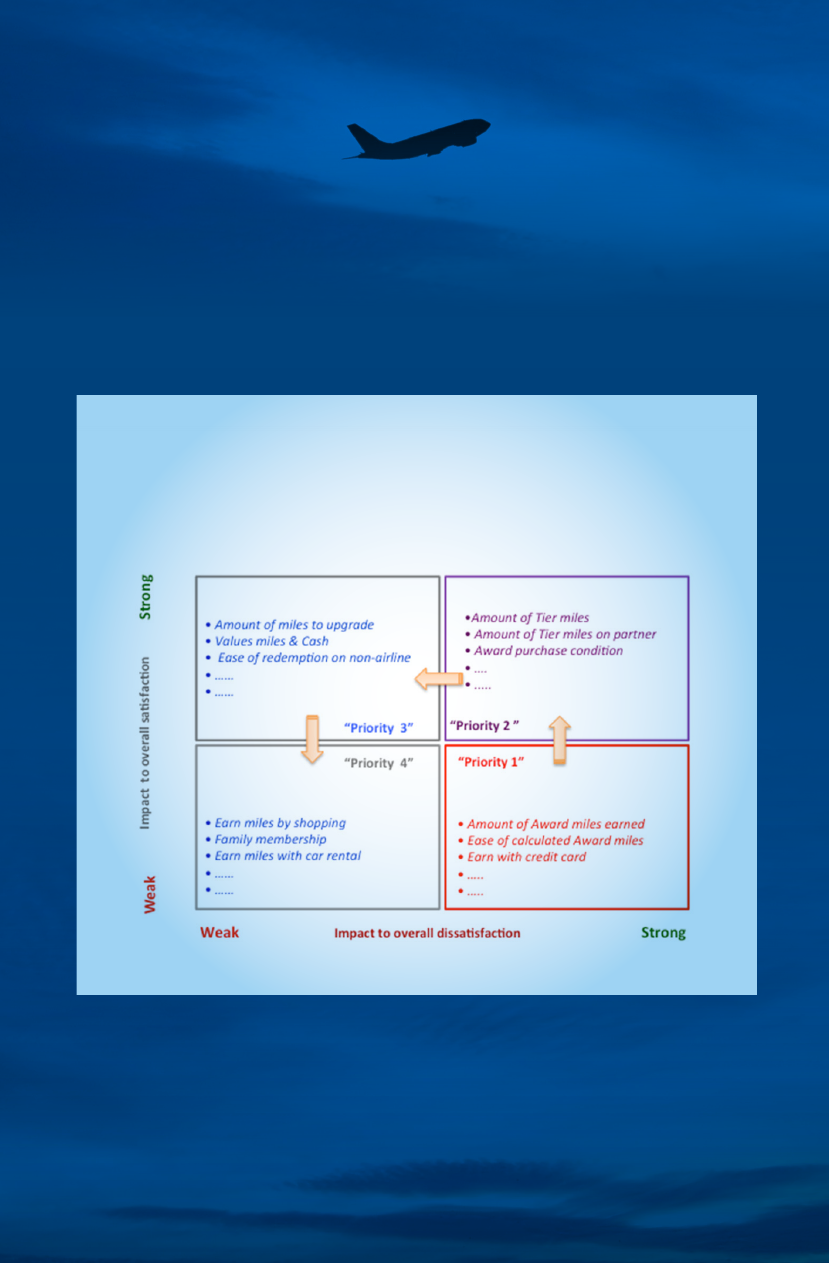 Strong
Impact to overall satisfaction
Weak
• Amount of miles to upgrade
• Values miles & Cash
• Ease of redemption on non-airline
• ......
• ......
“Priority 3”
•Amount of Tier miles
• Amount of Tier miles on partner
• Award purchase condition
• ....
• .....
“Priority 2 ”
“Priority 4”
• Earn miles by shopping
• Family membership
• Earn miles with car rental
• ......
• ......
“Priority 1”
• Amount of Award miles earned
• Ease of calculated Award miles
• Earn with credit card
• .....
• .....
Weak
Impact to overall dissatisfaction
Strong